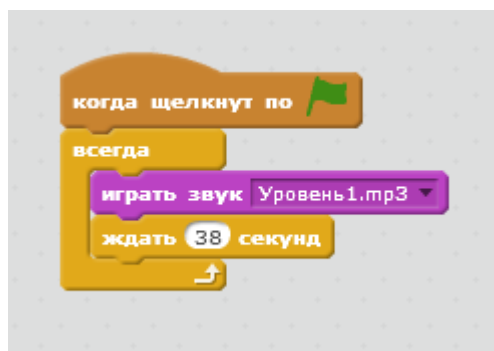 когда щелкнут по
всегда
играть звук Уровень1.mp3
ждать 38 секунд